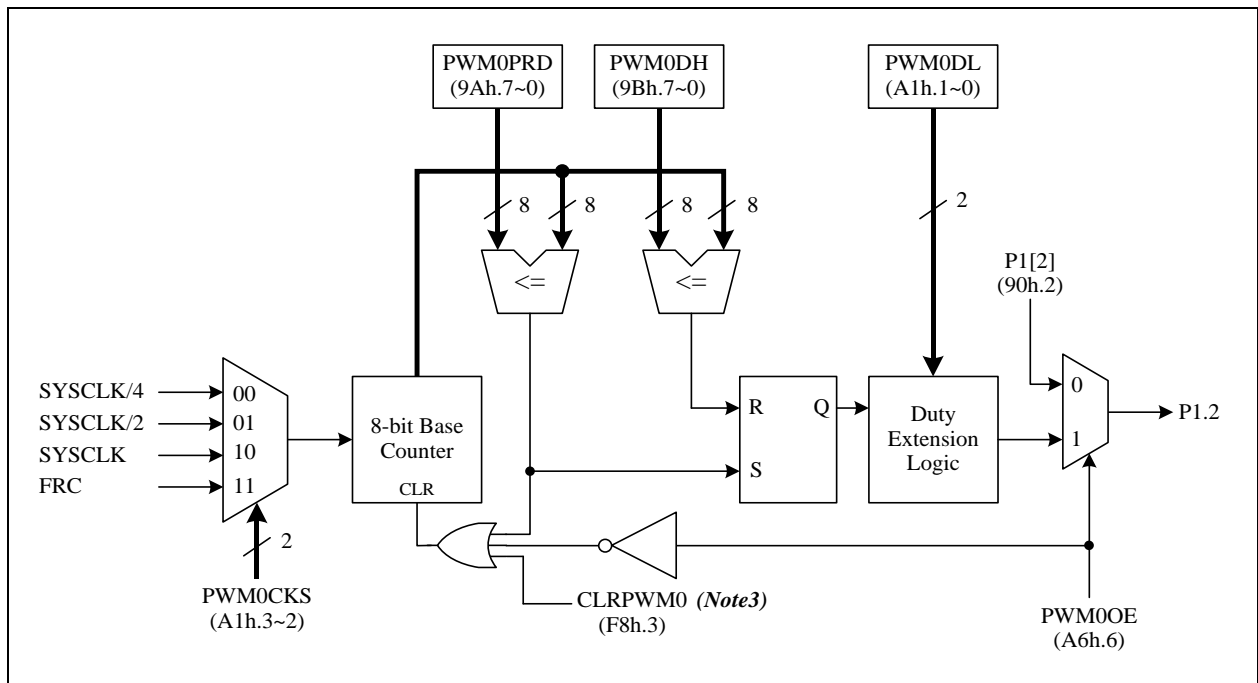 PWM0PRD
(9Ah.7~0)
PWM0DH
(9Bh.7~0)
PWM0DL
(A1h.1~0)
8
8
8
8
2
<=
<=
P1[2]
(90h.2)
SYSCLK/4
SYSCLK/2
SYSCLK
FRC
00
01
10
11
8-bit Base
Counter
CLR
R
Q
S
Duty
Extension
Logic
0
1
P1.2
2
PWM0CKS
(A1h.3~2)
CLRPWM0 (Note3)
(F8h.3)
PWM0OE
(A6h.6)